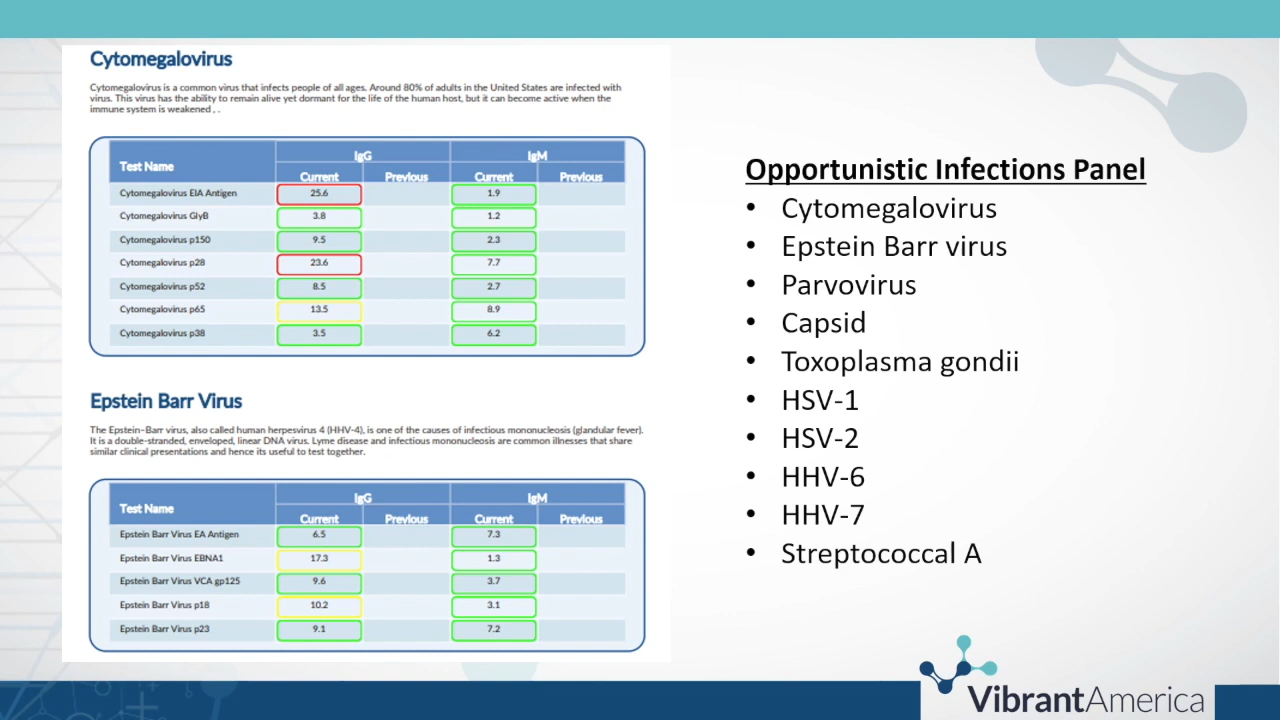 Cytomegalovirus
Cytomegalovirus is a common virus that infects people of all ages. Around 80% of adults in the United States are infected with
virus. This virus has the ability to remain alive yet dormant for the life of the human host, but it can become active when the
immune system is weakened , .
Test Name IgG IgM
Current Previous Current Previous
Cytomegalovirus EIA Antigen 25.6 1.9
Cytomegalovirus GlyB 3.8 1.2
Cytomegalovirus p150 9.5 2.3
Cytomegalovirus p28 23.6 7.7
Cytomegalovirus p52 8.5 2.7
Cytomegalovirus p65 13.5 8.9
Cytomegalovirus p38 3.5 6.2
Epstein Barr Virus
The Epstein–Barr virus, also called human herpesvirus 4 (HHV-4), is one of the causes of infectious mononucleosis (glandular fever).
It is a double-stranded, enveloped, linear DNA virus. Lyme disease and infectious mononucleosis are common illnesses that share
similar clinical presentations and hence its useful to test together.
Test Name IgG IgM
Current Previous Current Previous
Epstein Barr Virus EA Antigen 6.5 7.3
Epstein Barr Virus EBNA1 17.3 1.3
Epstein Barr Virus VCA gp125 9.6 3.7
Epstein Barr Virus p18 10.2 3.1
Epstein Barr Virus p23 9.1 7.2
Opportunistic Infections Panel
• Cytomegalovirus
• Epstein Barr virus
• Parvovirus
• Capsid
• Toxoplasma gondii
• HSV-1
• HSV-2
• HHV-6
• HHV-7
• Streptococcal A
VibrantAmerica